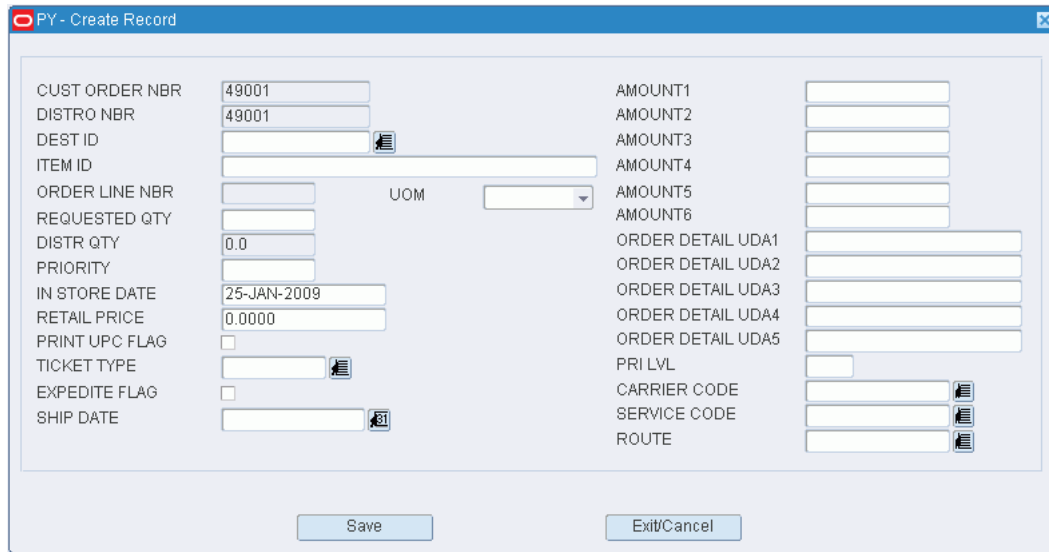 PY - Create Record
CUST ORDER NBR 49001
DISTRO NBR 49001
DEST ID
ITEM ID
ORDER LINE NBR UOM
REQUESTED QTY
DISTR QTY 0.0
PRIORITY
IN STORE DATE 25-JAN-2009
RETAIL PRICE 0.0000
PRINT UPC FLAG
TICKET TYPE
EXPEDITE FLAG
SHIP DATE 31
AMOUNT1
AMOUNT2
AMOUNT3
AMOUNT4
AMOUNT5
AMOUNT6
ORDER DETAIL UDA1
ORDER DETAIL UDA2
ORDER DETAIL UDA3
ORDER DETAIL UDA4
ORDER DETAIL UDA5
PRI LVL
CARRIER CODE
SERVICE CODE
ROUTE
Save Exit/Cancel